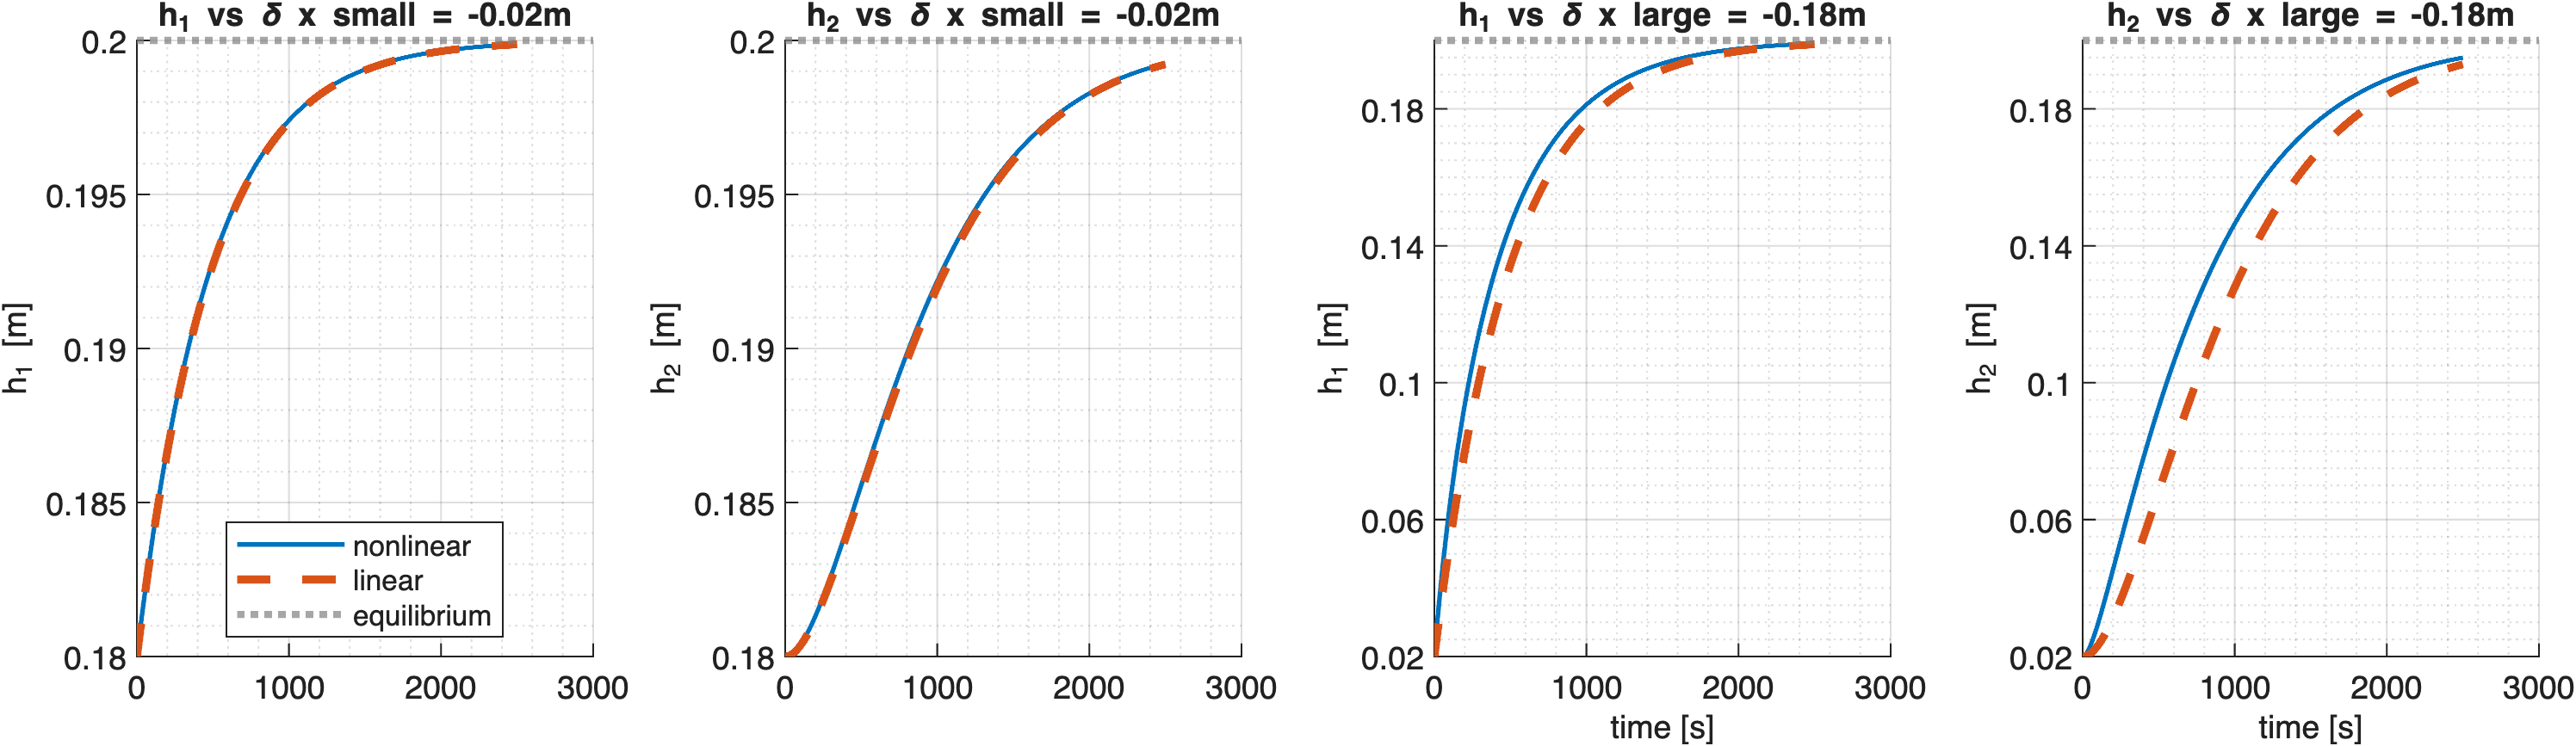 h₁ vs δ x small = -0.02m
0.2
0.195
0.19
0.185
0.18
h₁ [m]
0
1000
2000
3000
nonlinear
linear
equilibrium
h₂ vs δ x small = -0.02m
0.2
0.195
0.19
0.185
0.18
h₂ [m]
0
1000
2000
3000
h₁ vs δ x large = -0.18m
0.18
0.14
0.1
0.06
0.02
h₁ [m]
0
1000
2000
3000
time [s]
h₂ vs δ x large = -0.18m
0.18
0.14
0.1
0.06
0.02
h₂ [m]
0
1000
2000
3000
time [s]